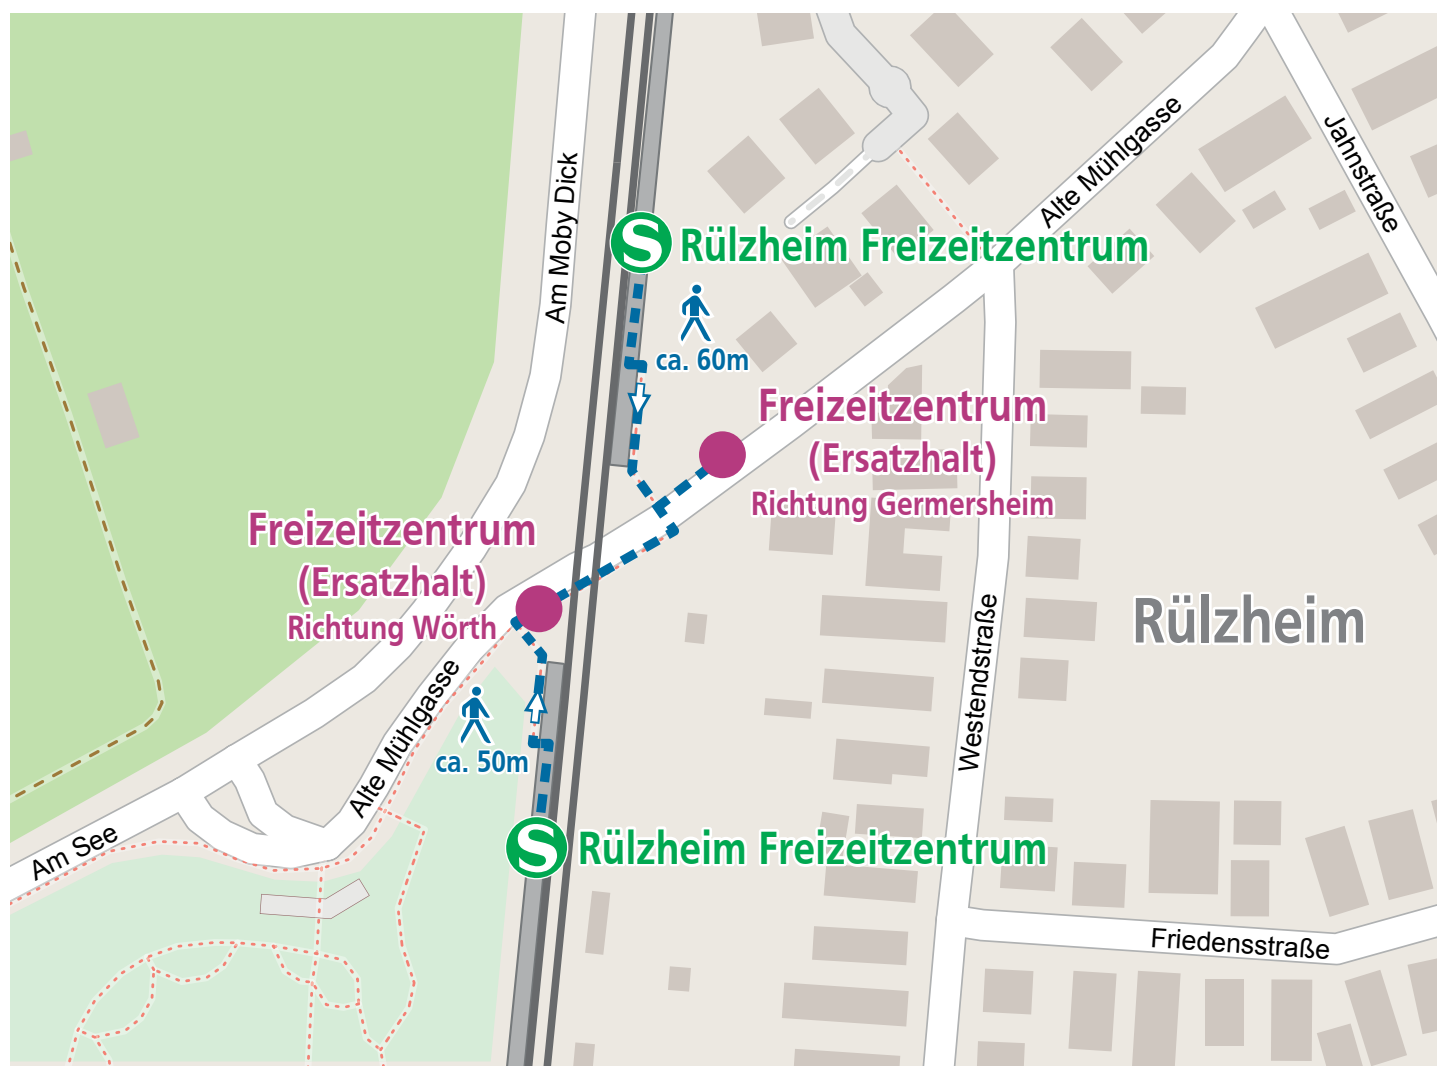 Alte Mühlgasse
Jahnstraße
Am Moby Dick
S
Rülzheim Freizeitzentrum
ca. 60m
Freizeitzentrum
(Ersatzhalt)
Richtung Germersheim
Freizeitzentrum
(Ersatzhalt)
Richtung Wörth
Rülzheim
Westendstraße
Alte Mühlgasse
ca. 50m
S
Rülzheim Freizeitzentrum
Am See
Friedensstraße